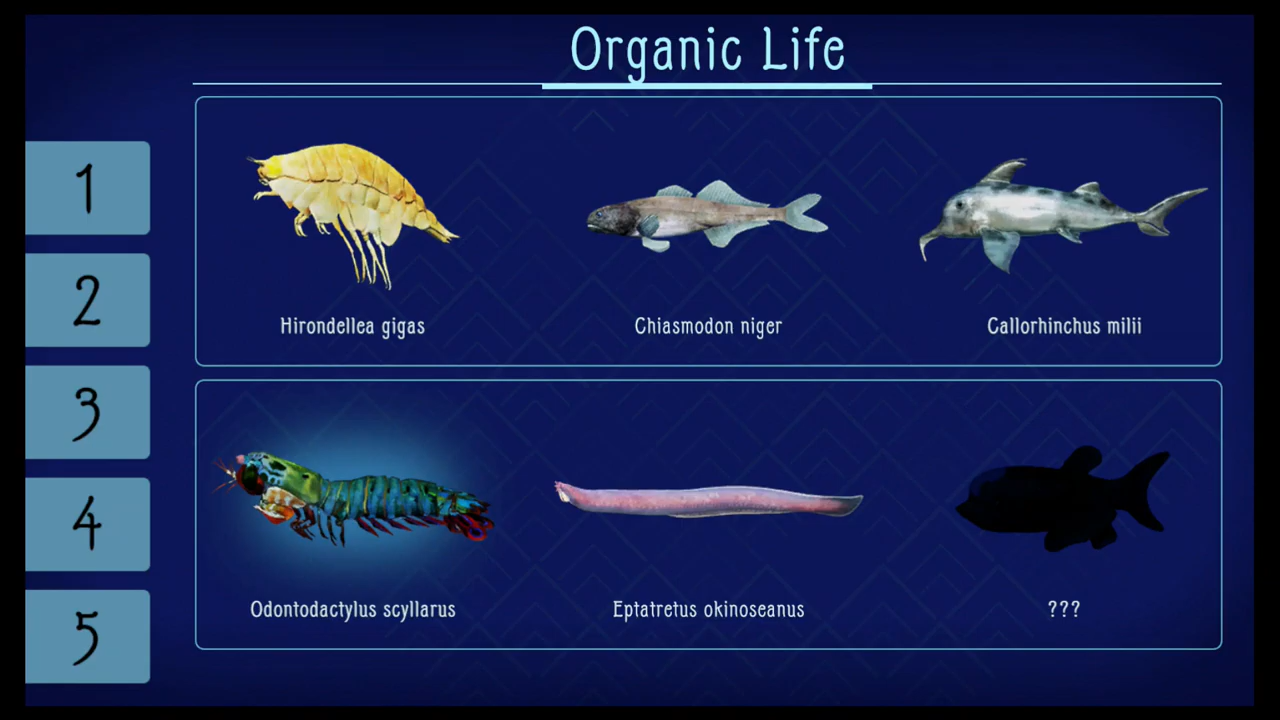 Organic Life
1
2
3
4
5
Hirondellea gigas
Chiasmodon niger
Callorhinchus milii
Odontodactylus scyllarus
Eptatretus okinoseanus
???